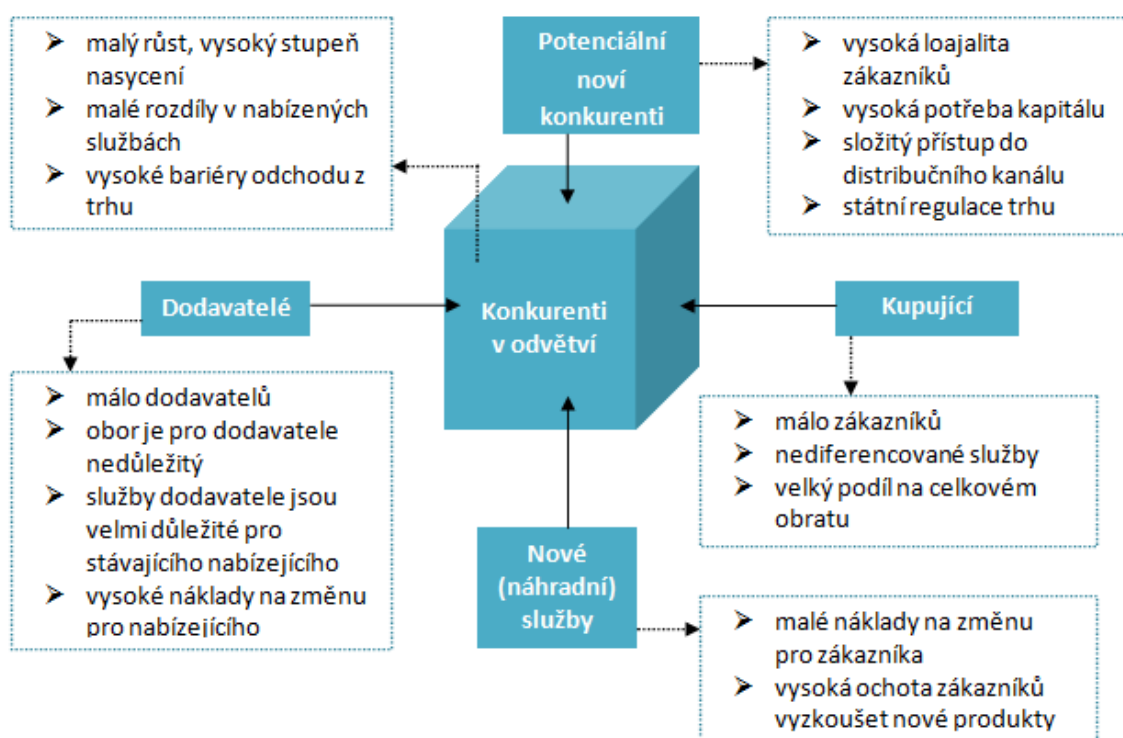 malý růst, vysoký stupeň
nasycení
malé rozdíly v nabízených
službách
vysoké bariéry odchodu z
trhu
Potenciální
noví
konkurenti
vysoká loajalita
zákazníků
vysoká potřeba kapitálu
složitý přístup do
distribučního kanálu
státní regulace trhu
Dodavatelé
Konkurenti
v odvětví
Kupující
málo dodavatelů
obor je pro dodavatele
nedůležitý
služby dodavatele jsou
velmi důležité pro
stávajícího nabízejícího
vysoké náklady na změnu
pro nabízejícího
málo zákazníků
nediferencované služby
velký podíl na celkovém
obratu
Nové
(náhradní)
služby
malé náklady na změnu
pro zákazníka
vysoká ochota zákazníků
vyzkoušet nové produkty